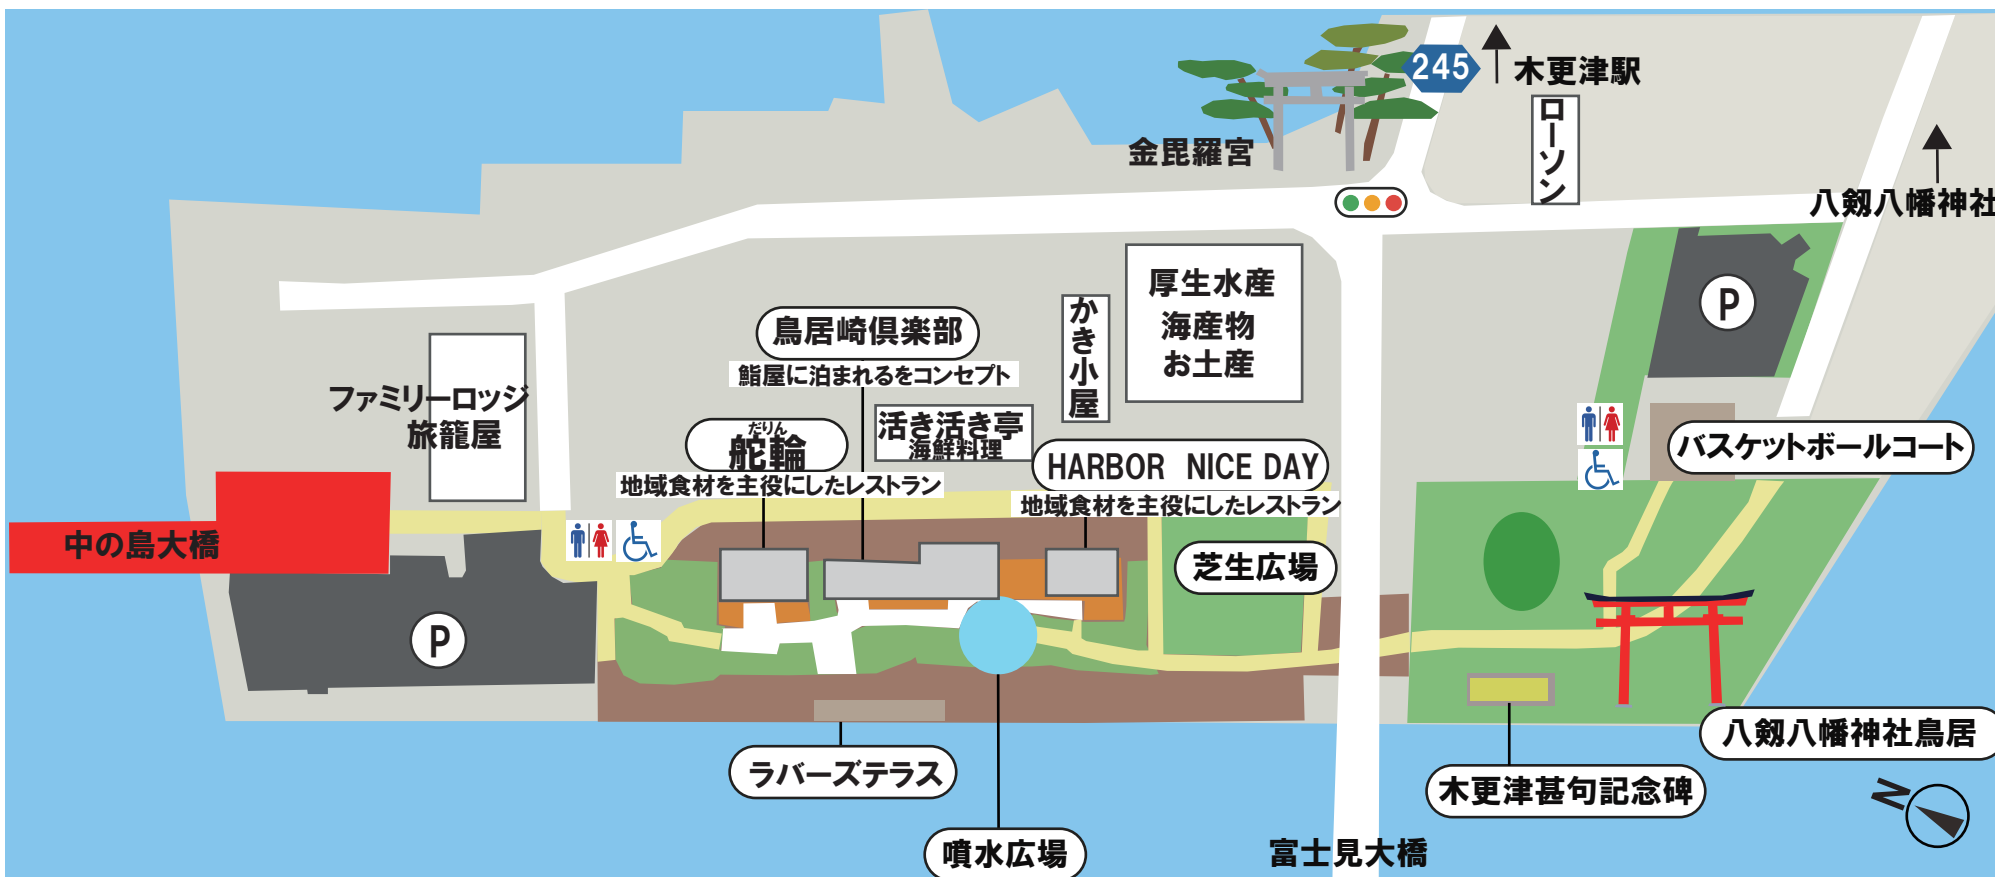 245
木更津駅
ローソン
金毘羅宮
八剱八幡神社
厚生水産
海産物
お土産
かき小屋
P
鳥居崎倶楽部
鮨屋に泊まれるをコンセプト
ファミリーロッジ
旅籠屋
活き活き亭
海鮮料理
だりん
舵輪
地域食材を主役にしたレストラン
HARBOR NICE DAY
地域食材を主役にしたレストラン
バスケットボールコート
中の島大橋
芝生広場
P
八剱八幡神社鳥居
ラバーズテラス
木更津甚句記念碑
噴水広場
富士見大橋
N